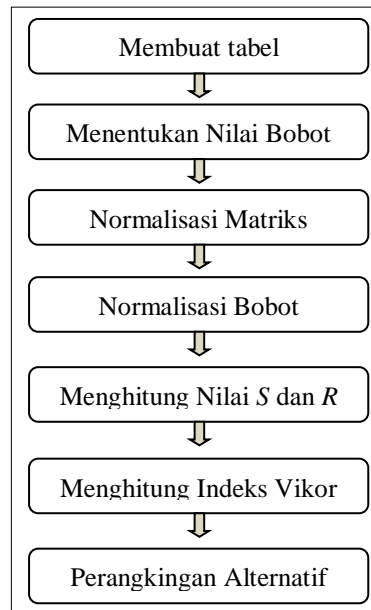 Membuat tabel
Menentukan Nilai Bobot
Normalisasi Matriks
Normalisasi Bobot
Menghitung Nilai S dan R
Menghitung Indeks Vikor
Perangkingan Alternatif